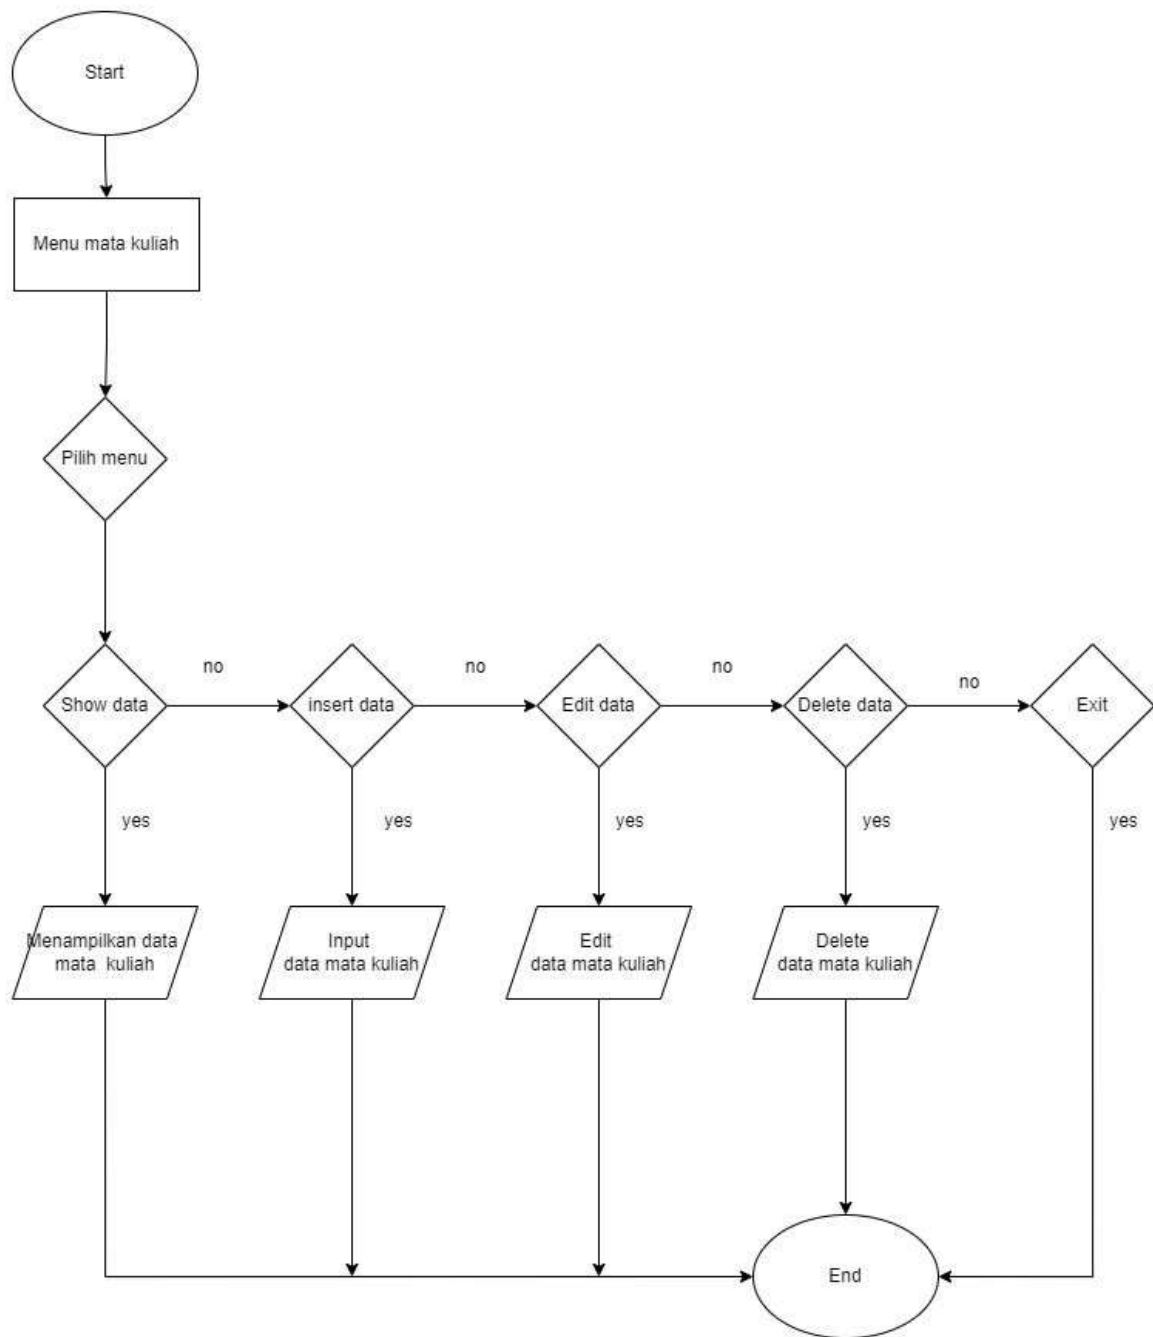 Start
Menu mata kuliah
Pilih menu
Show data
no
insert data
no
Edit data
no
Delete data
no
Exit
yes
yes
yes
yes
yes
Menampilkan data
mata kuliah
Input
data mata kuliah
Edit
data mata kuliah
Delete
data mata kuliah
End